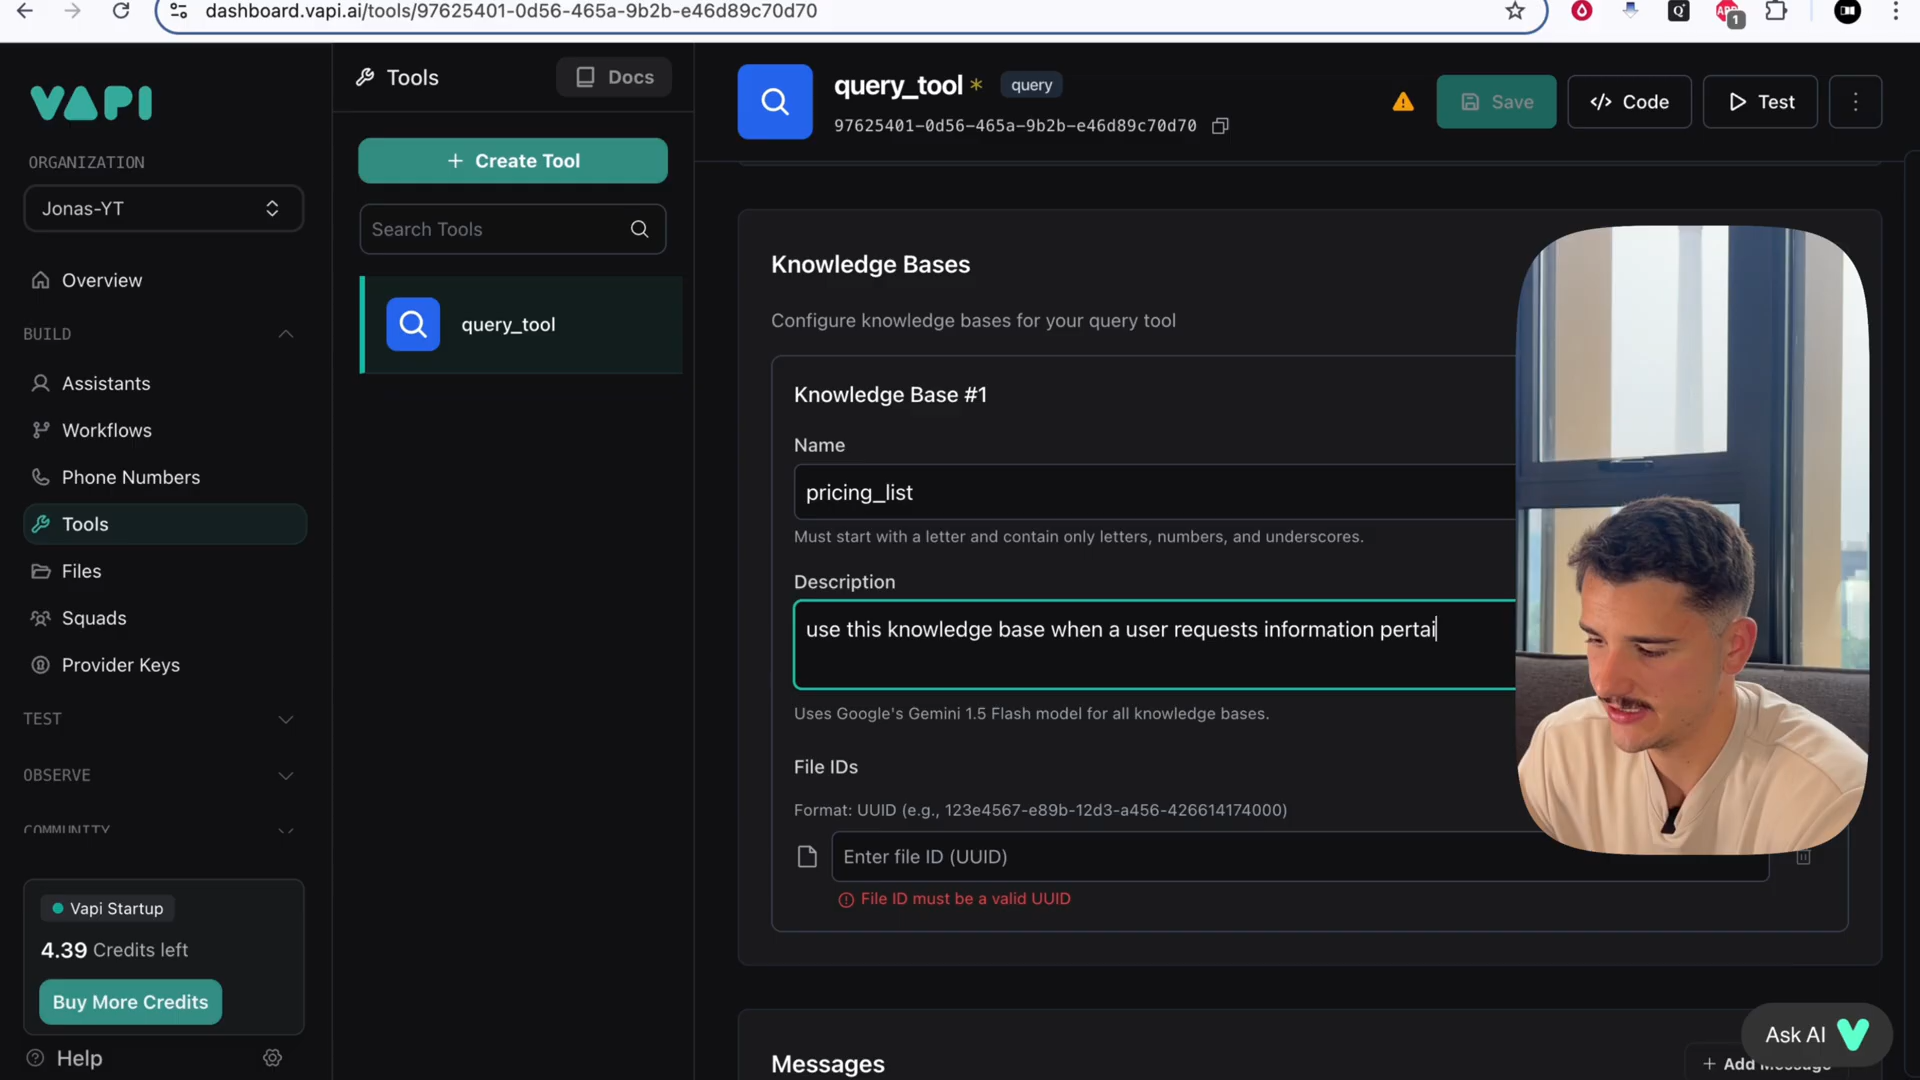 dashboard.vapi.ai/tools/97625401-0d56-465a-9b2b-e46d89c70d70
1
VAPI
ORGANIZATION
Jonas-YT
Overview
BUILD
Assistants
Workflows
Phone Numbers
Tools
Files
Squads
Provider Keys
TEST
OBSERVE
COMMUNITY
Vapi Startup
4.39 Credits left
Buy More Credits
Help
Tools
Docs
+ Create Tool
Search Tools
query_tool
query_tool *
query
97625401-0d56-465a-9b2b-e46d89c70d70
Save
</> Code
Test
Knowledge Bases
Configure knowledge bases for your query tool
Knowledge Base #1
Name
pricing_list
Must start with a letter and contain only letters, numbers, and underscores.
Description
use this knowledge base when a user requests information pertai
Uses Google's Gemini 1.5 Flash model for all knowledge bases.
File IDs
Format: UUID (e.g., 123e4567-e89b-12d3-a456-426614174000)
Enter file ID (UUID)
File ID must be a valid UUID
Messages
+ Add Message
Ask AI